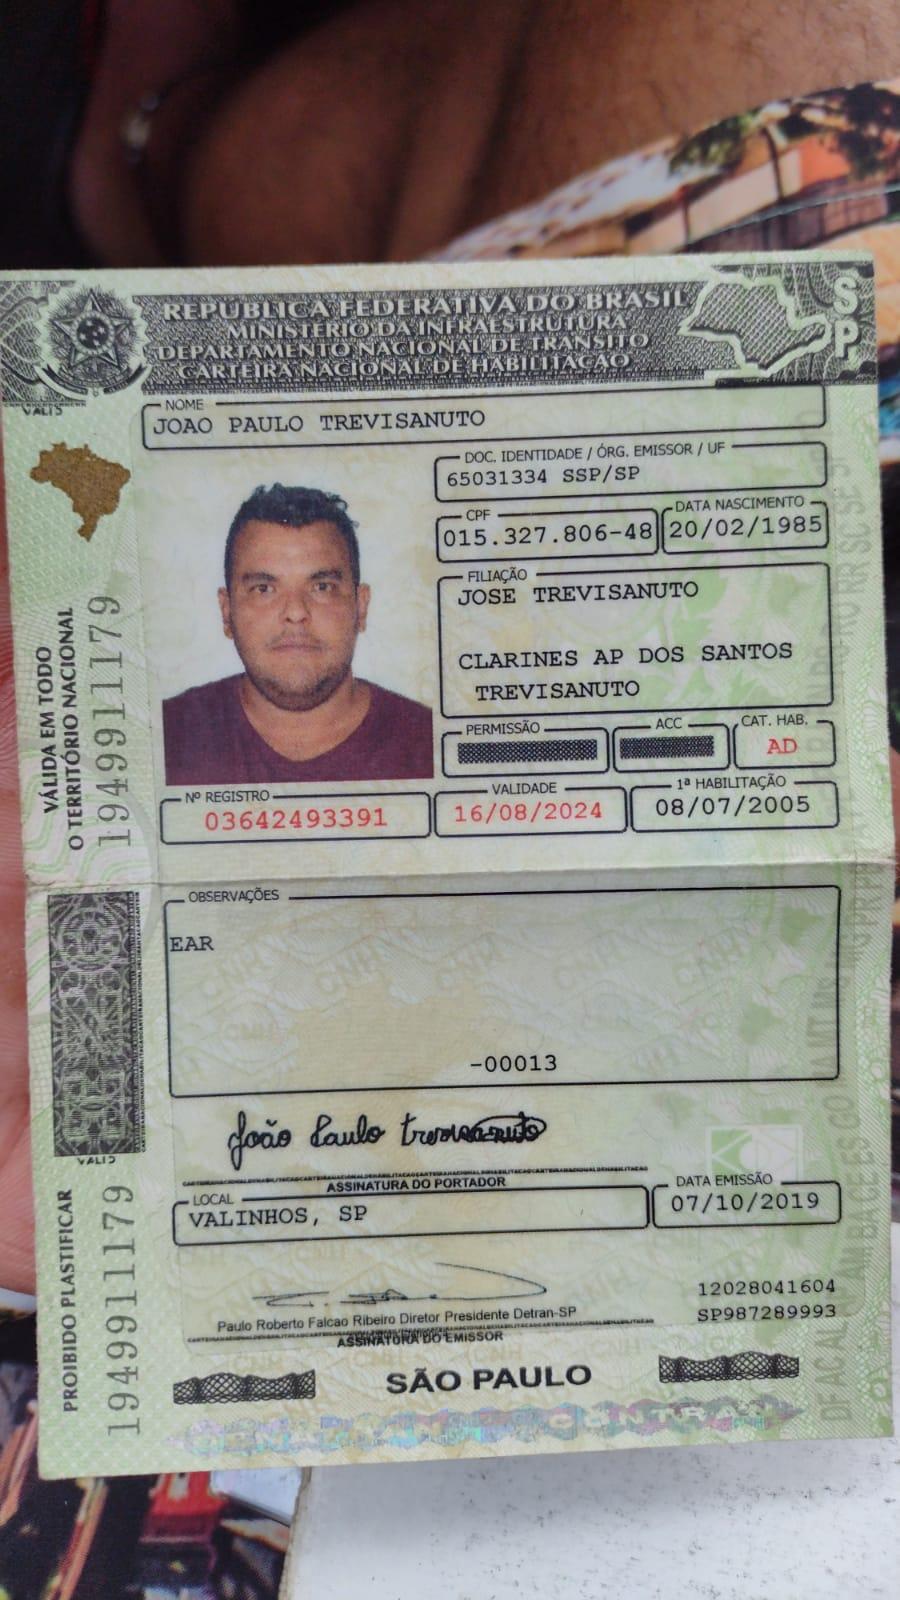 REPÚBLICA FEDERATIVA DO BRASIL
MINISTÉRIO DA INFRAESTRUTURA
DEPARTAMENTO NACIONAL DE TRÂNSITO
CARTEIRA NACIONAL DE HABILITAÇÃO
SP
NOME
JOAO PAULO TREVISANUTO
DOC. IDENTIDADE / ÓRG. EMISSOR / UF
65031334 SSP/SP
CPF
015.327.806-48
DATA NASCIMENTO
20/02/1985
FILIAÇÃO
JOSE TREVISANUTO
CLARINES AP DOS SANTOS
TREVISANUTO
PERMISSÃO
ACC
CAT. HAB.
AD
Nº REGISTRO
03642493391
VALIDADE
16/08/2024
1ª HABILITAÇÃO
08/07/2005
VÁLIDA EM TODO
O TERRITÓRIO NACIONAL
1949911179
OBSERVAÇÕES
EAR
-00013
João Paulo Trevisanuto
ASSINATURA DO PORTADOR
LOCAL
VALINHOS, SP
DATA EMISSÃO
07/10/2019
12028041604
SP987289993
Paulo Roberto Falcao Ribeiro Diretor Presidente Detran-SP
ASSINATURA DO EMISSOR
SÃO PAULO
PROIBIDO PLASTIFICAR
1949911179